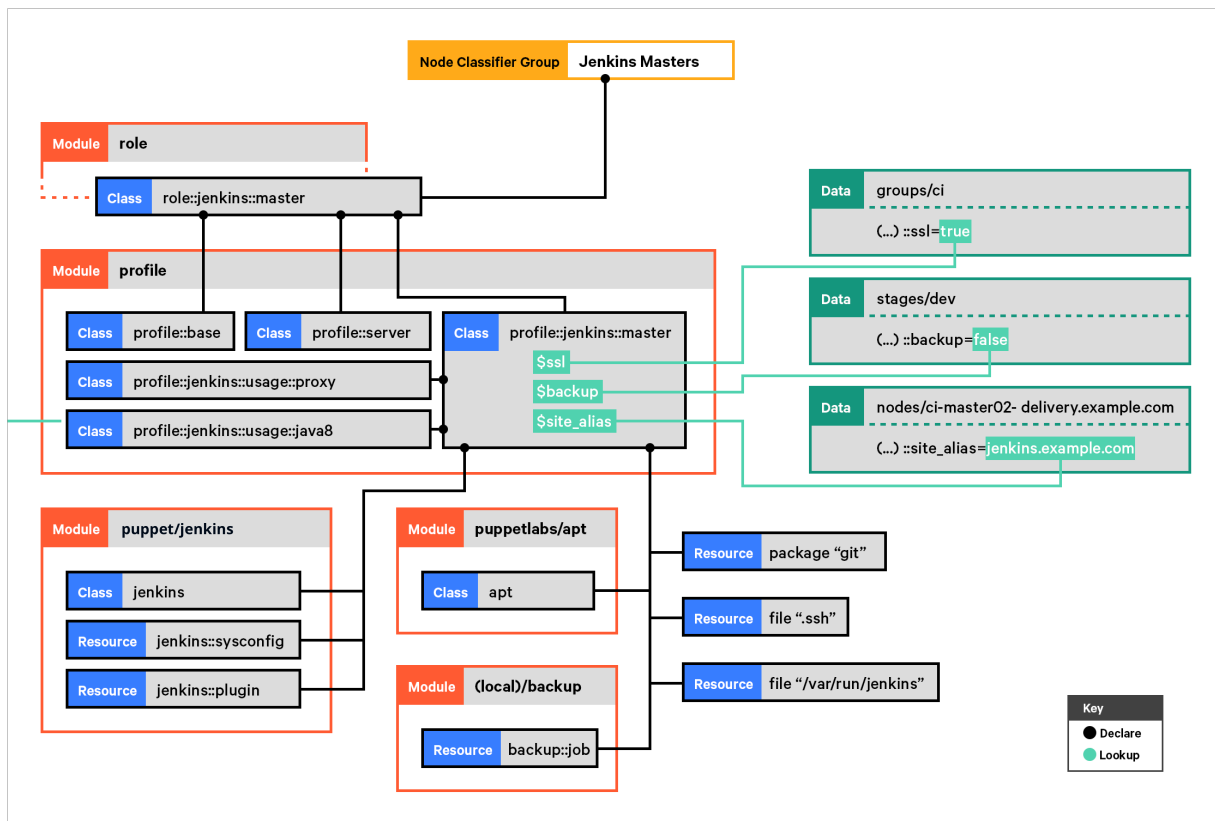 Node Classifier Group Jenkins Masters
Module role
Class role::jenkins::master
Data groups/ci
(...) ::ssl=true
Module profile
Class profile::base
Class profile::server
Class profile::jenkins::master
$ssl
$backup
$site_alias
Class profile::jenkins::usage::proxy
Class profile::jenkins::usage::java8
Data stages/dev
(...) ::backup=false
Data nodes/ci-master02- delivery.example.com
(...) ::site_alias=jenkins.example.com
Module puppet/jenkins
Class jenkins
Resource jenkins::sysconfig
Resource jenkins::plugin
Module puppetlabs/apt
Class apt
Module (local)/backup
Resource backup::job
Resource package “git”
Resource file “.ssh”
Resource file “/var/run/jenkins”
Key
Declare
Lookup